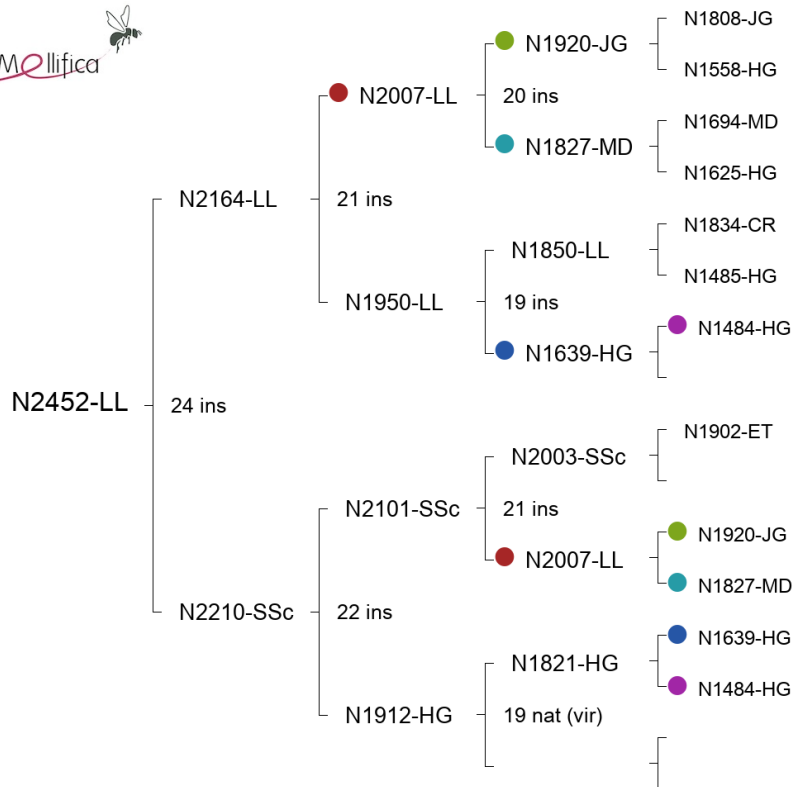 Mellifica
N1808-JG
N1920-JG
N1558-HG
N2007-LL
20 ins
N1694-MD
N1827-MD
N1625-HG
N2164-LL
21 ins
N1834-CR
N1850-LL
N1485-HG
N1950-LL
19 ins
N1484-HG
N1639-HG
N2452-LL
24 ins
N1902-ET
N2003-SSc
N2101-SSc
21 ins
N1920-JG
N2007-LL
N1827-MD
N2210-SSc
22 ins
N1639-HG
N1821-HG
N1484-HG
N1912-HG
19 nat (vir)